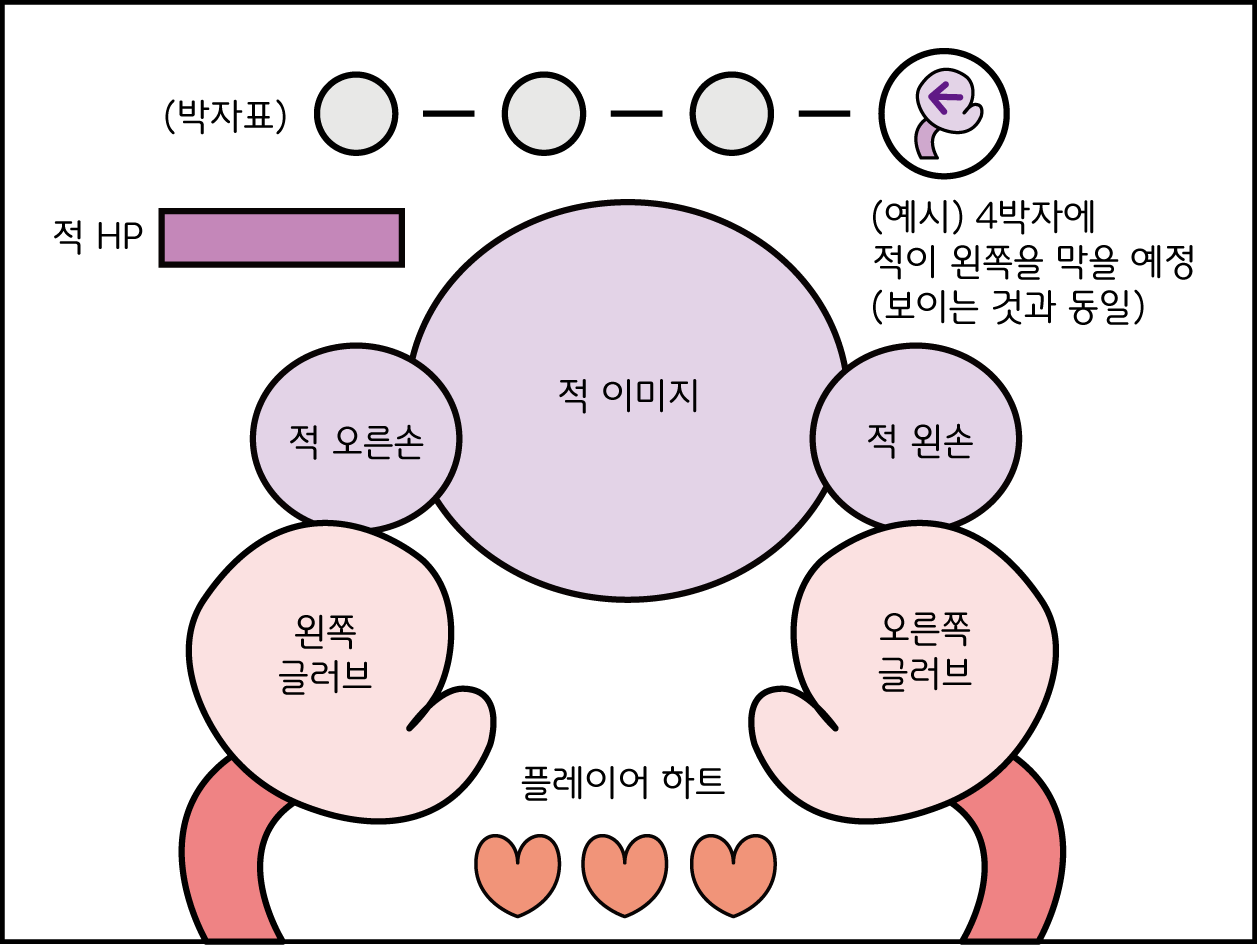 (박자표)
적 HP
(예시) 4박자에
적이 왼쪽을 막을 예정
(보이는 것과 동일)
적 이미지
적 오른손
적 왼손
왼쪽
글러브
오른쪽
글러브
플레이어 하트